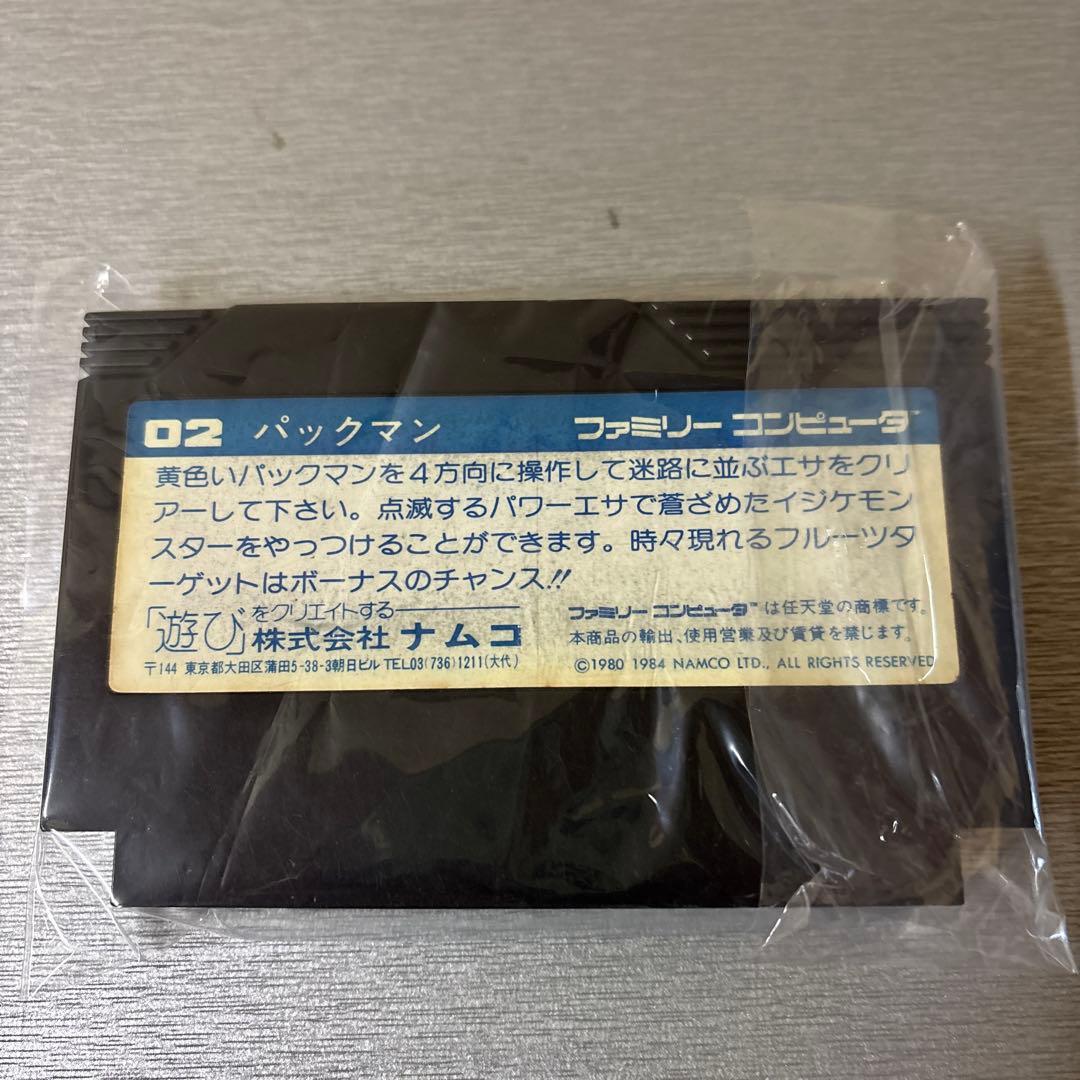 02 パックマン ファミリー コンピュータ™
黄色いパックマンを4方向に操作して迷路に並ぶエサをクリ
アーして下さい。点滅するパワーエサで蒼ざめたイジケモン
スターをやっつけることができます。時々現れるフルーツタ
ーゲットはボーナスのチャンス!!
「遊び」をクリエイトする
株式会社 ナムコ
〒144 東京都大田区蒲田5-38-3朝日ビル TEL03(736)1211(大代)
ファミリー コンピュータ™は任天堂の商標です。
本商品の輸出、使用営業及び賃貸を禁じます。
©1980 1984 NAMCO LTD., ALL RIGHTS RESERVED